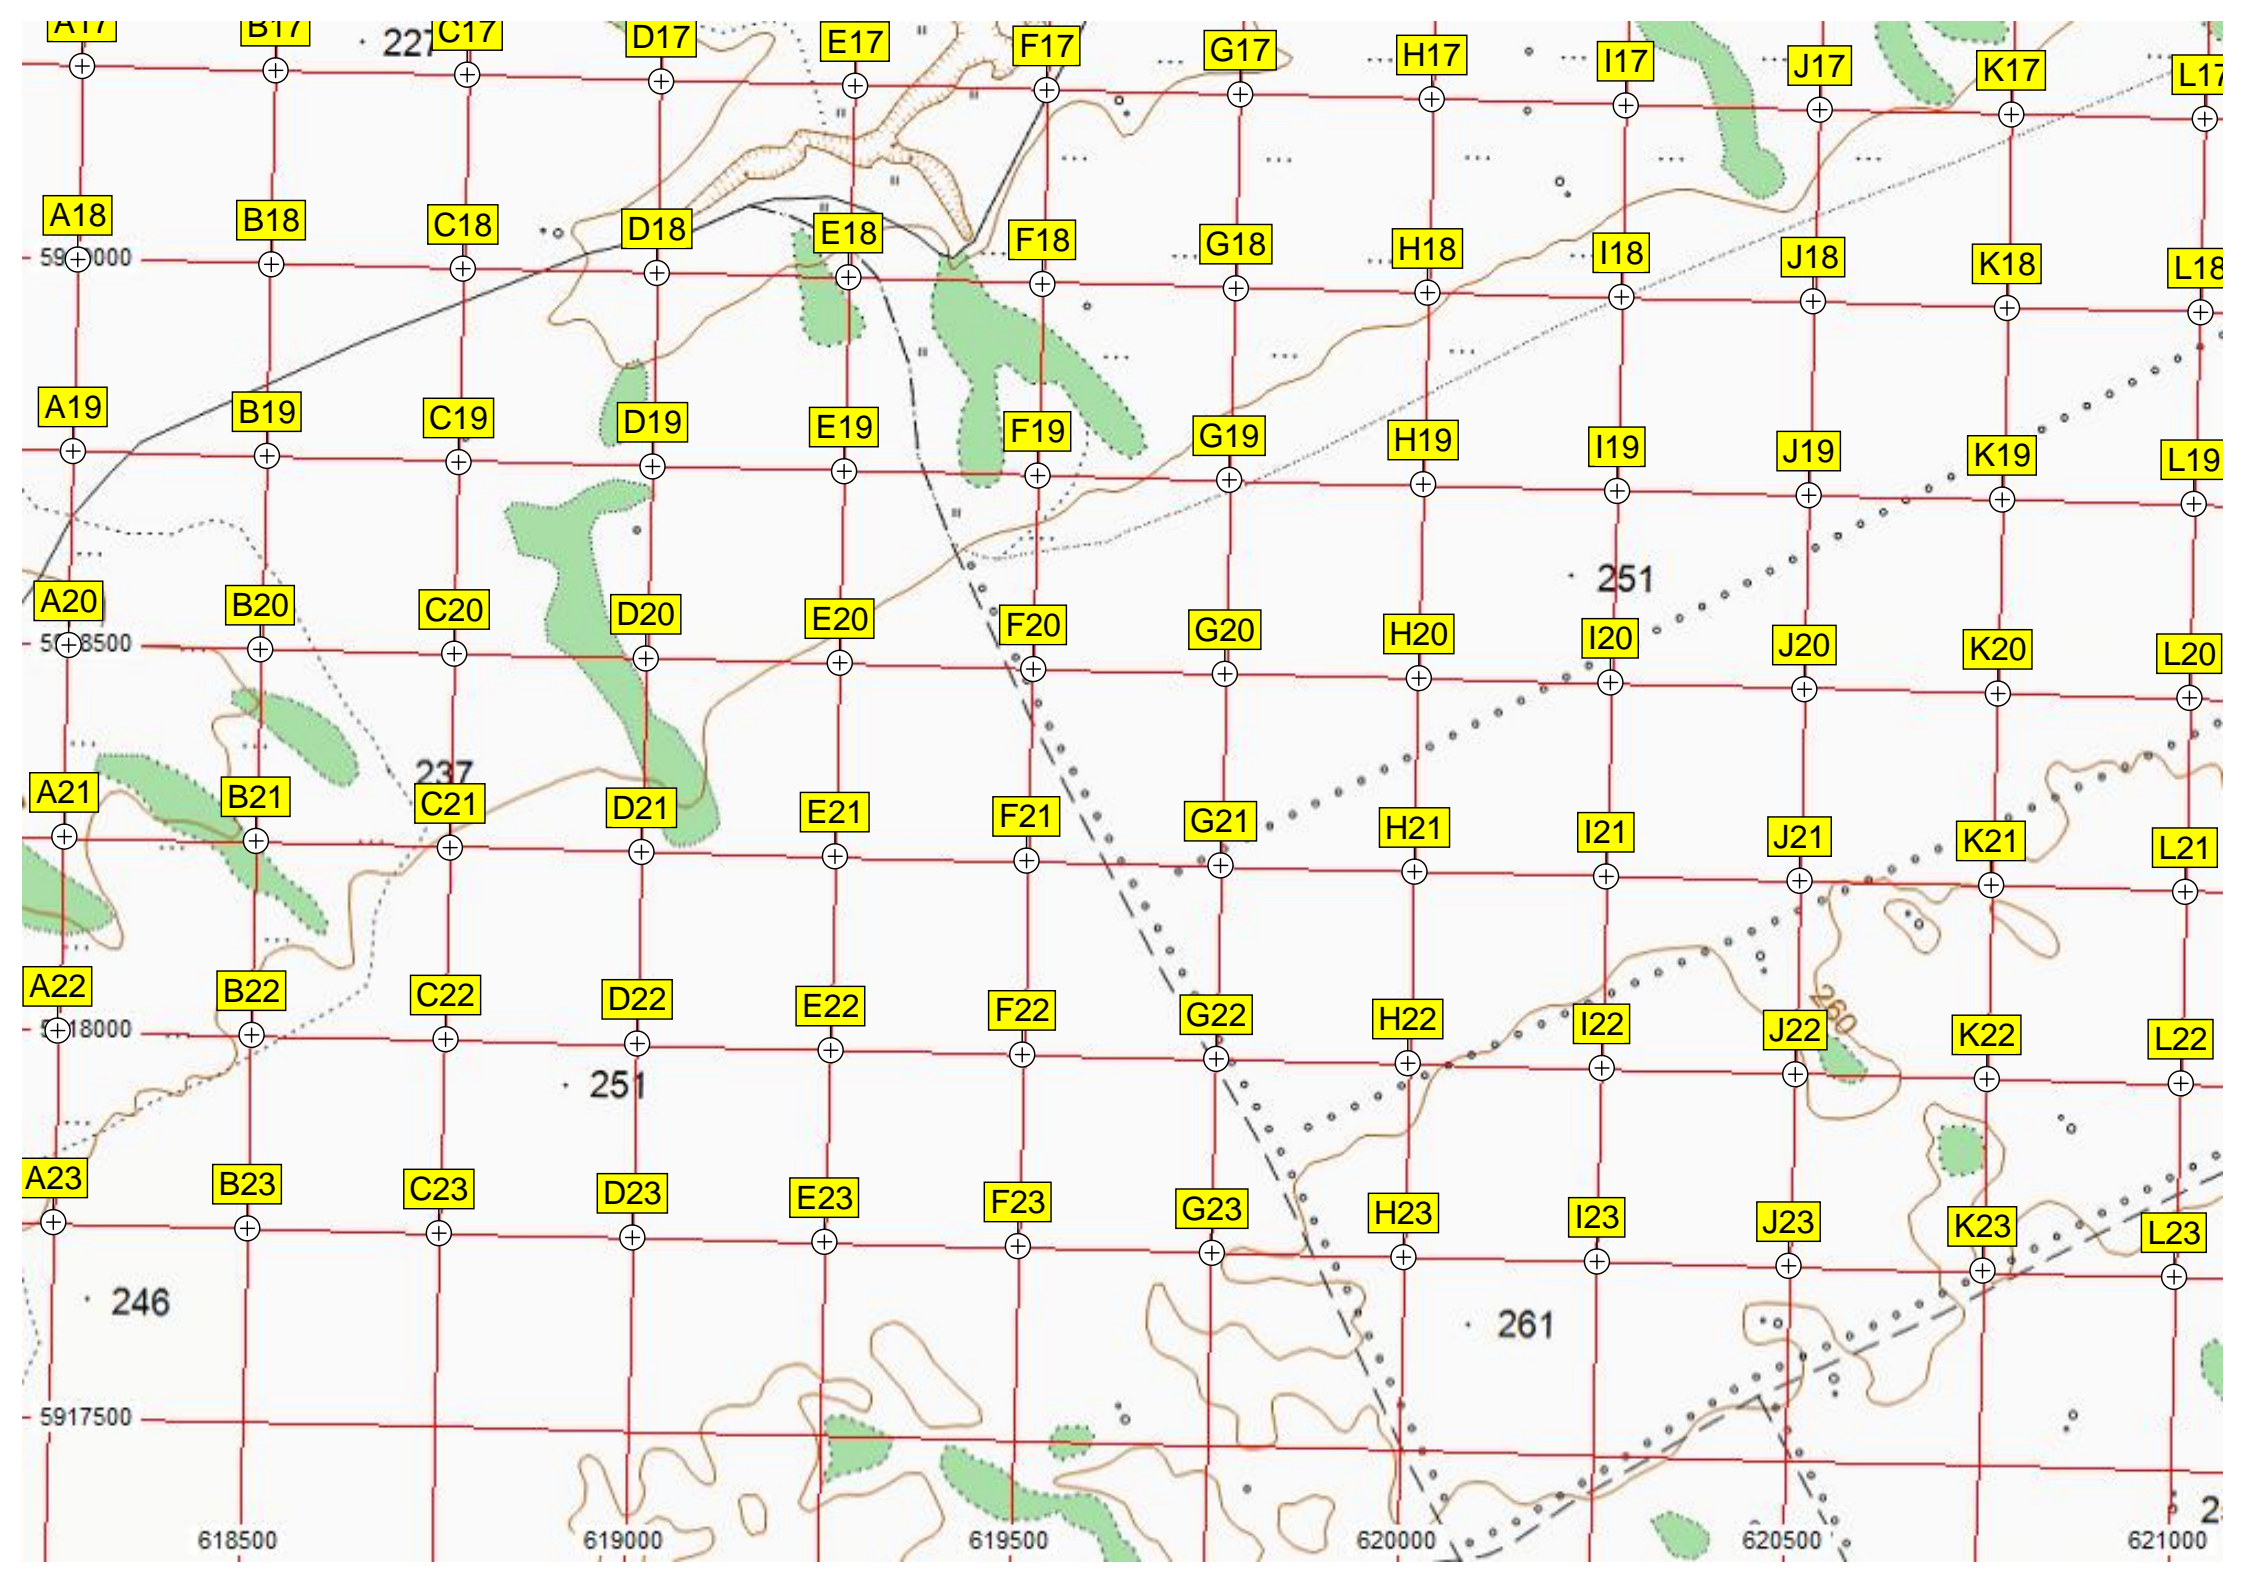 A17 B17 C17 D17 E17 F17 G17 H17 I17 J17 K17 L17
227
A18 B18 C18 D18 E18 F18 G18 H18 I18 J18 K18 L18
A19 B19 C19 D19 E19 F19 G19 H19 I19 J19 K19 L19
251
A20 B20 C20 D20 E20 F20 G20 H20 I20 J20 K20 L20
237
A21 B21 C21 D21 E21 F21 G21 H21 I21 J21 K21 L21
260
A22 B22 C22 D22 E22 F22 G22 H22 I22 J22 K22 L22
251
A23 B23 C23 D23 E23 F23 G23 H23 I23 J23 K23 L23
246
261
5917500
618500 619000 619500 620000 620500 621000